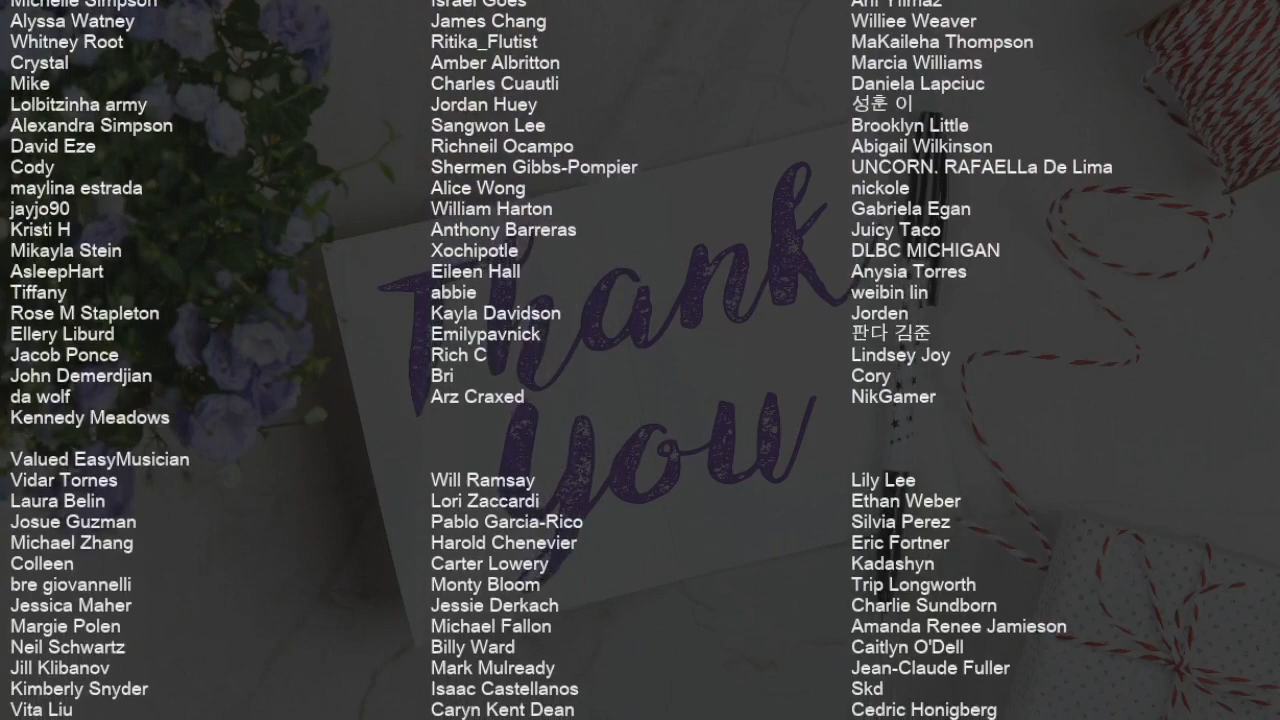 Michelle Simpson
Alyssa Watney
Whitney Root
Crystal
Mike
Lolbitzinha army
Alexandra Simpson
David Eze
Cody
maylina estrada
jayjo90
Kristi H
Mikayla Stein
AsleepHart
Tiffany
Rose M Stapleton
Ellery Liburd
Jacob Ponce
John Demerdjian
da wolf
Kennedy Meadows
Israel Goes
James Chang
Ritika_Flutist
Amber Albritton
Charles Cuautli
Jordan Huey
Sangwon Lee
Richneil Ocampo
Shermen Gibbs-Pompier
Alice Wong
William Harton
Anthony Barreras
Xochipotle
Eileen Hall
abbie
Kayla Davidson
Emilypavnick
Rich C
Bri
Arz Craxed
Anl Yilmaz
Williee Weaver
MaKaileha Thompson
Marcia Williams
Daniela Lapciuc
성훈 이
Brooklyn Little
Abigail Wilkinson
UNCORN. RAFAELLa De Lima
nickole
Gabriela Egan
Juicy Taco
DLBC MICHIGAN
Anysia Torres
weibin lin
Jorden
판다 김준
Lindsey Joy
Cory
NikGamer
Valued EasyMusician
Vidar Tornes
Laura Belin
Josue Guzman
Michael Zhang
Colleen
bre giovannelli
Jessica Maher
Margie Polen
Neil Schwartz
Jill Klibanov
Kimberly Snyder
Vita Liu
Will Ramsay
Lori Zaccardi
Pablo Garcia-Rico
Harold Chenevier
Carter Lowery
Monty Bloom
Jessie Derkach
Michael Fallon
Billy Ward
Mark Mulready
Isaac Castellanos
Caryn Kent Dean
Lily Lee
Ethan Weber
Silvia Perez
Eric Fortner
Kadashyn
Trip Longworth
Charlie Sundborn
Amanda Renee Jamieson
Caitlyn O'Dell
Jean-Claude Fuller
Skd
Cedric Honigberg
Thank
you